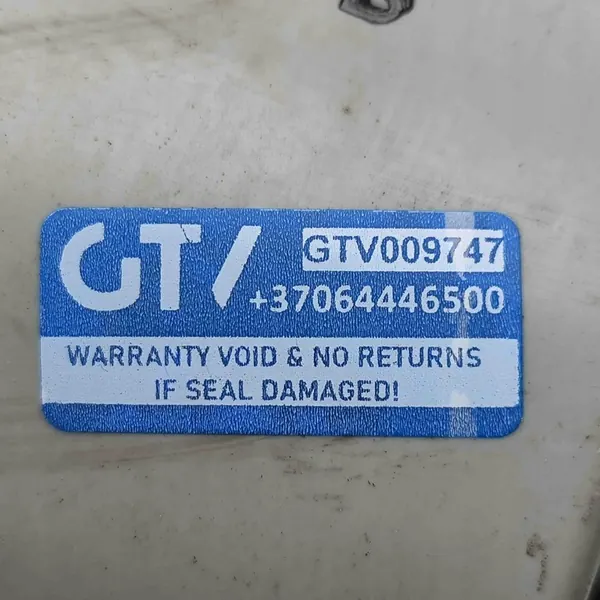 GTV
GTV009747
+37064446500
WARRANTY VOID & NO RETURNS
IF SEAL DAMAGED!